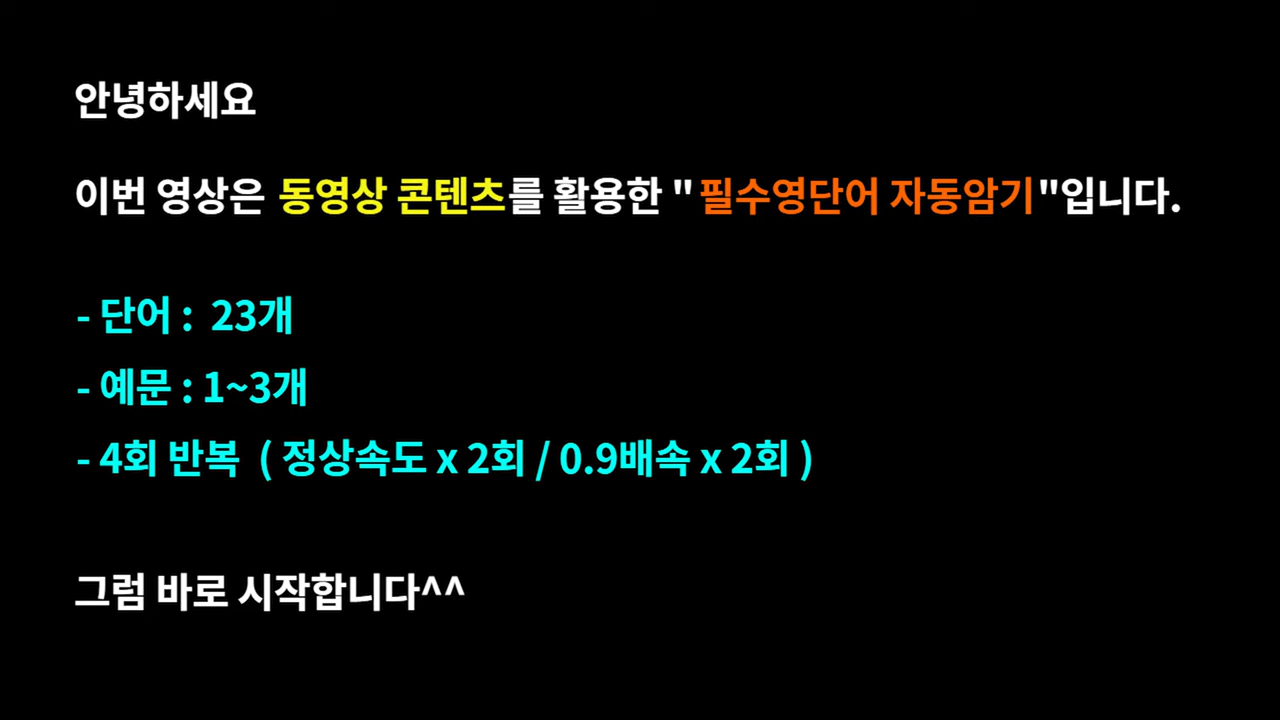 안녕하세요
이번 영상은 동영상 콘텐츠를 활용한 "필수영단어 자동암기"입니다.
- 단어 : 23개
- 예문 : 1~3개
- 4회 반복 ( 정상속도 x 2회 / 0.9배속 x 2회 )
그럼 바로 시작합니다^^